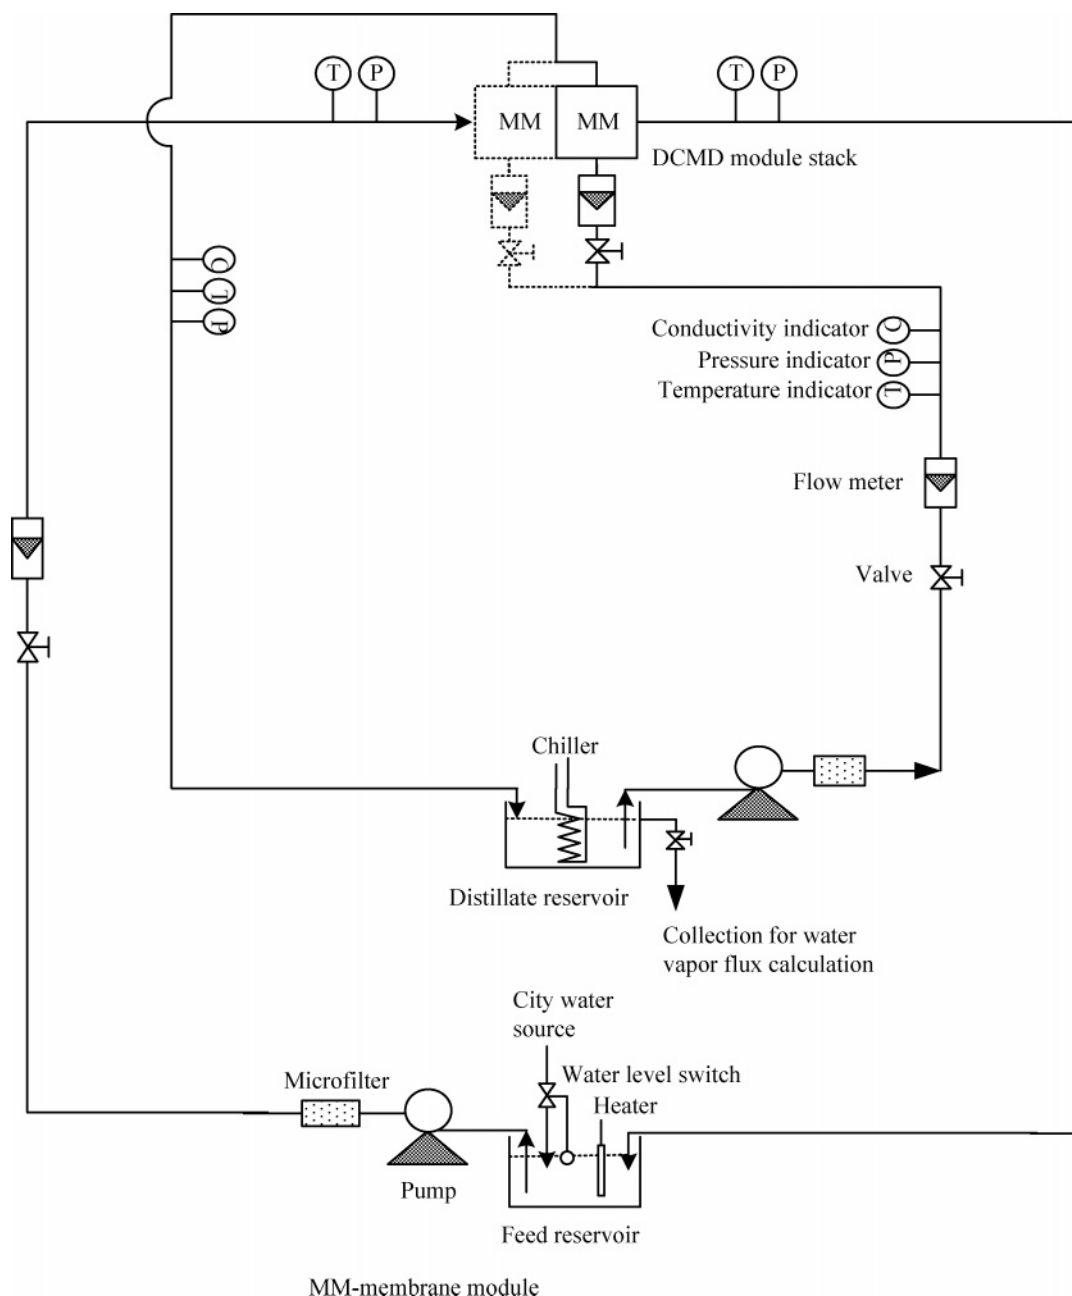 T P
T P
MM MM
DCMD module stack
C
T
P
Conductivity indicator C
Pressure indicator P
Temperature indicator T
Flow meter
Valve
Chiller
Distillate reservoir
Collection for water
vapor flux calculation
City water
source
Water level switch
Heater
Microfilter
Pump
Feed reservoir
MM-membrane module